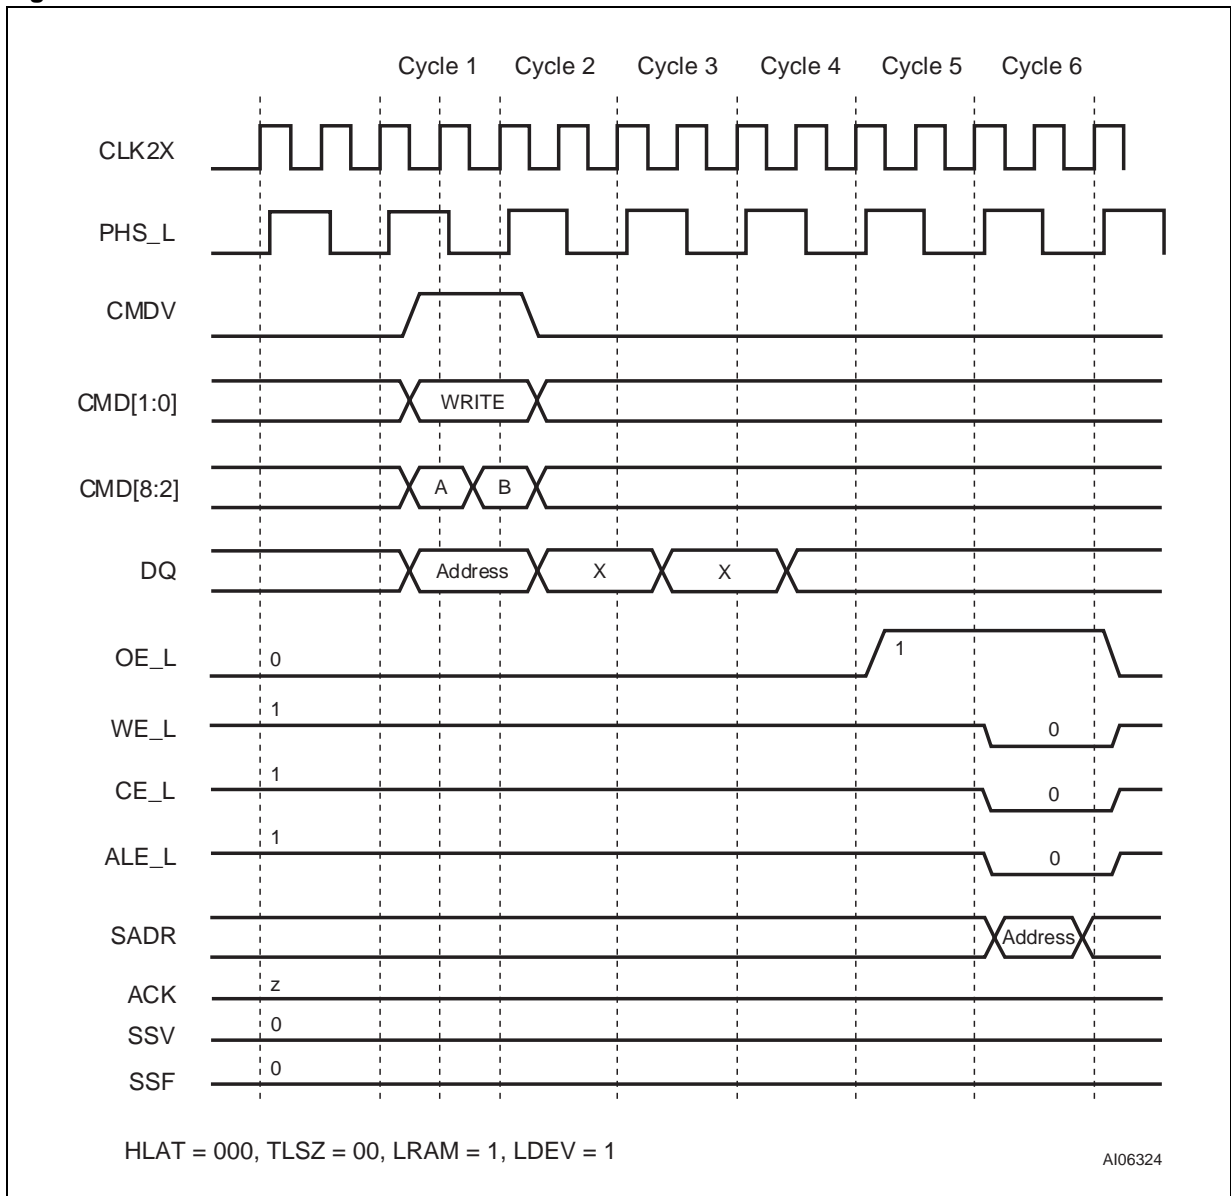 Cycle 1 Cycle 2 Cycle 3 Cycle 4 Cycle 5 Cycle 6
CLK2X
PHS_L
CMDV
CMD[1:0] WRITE
CMD[8:2] A B
DQ Address X X
OE_L 0 1
WE_L 1 0
CE_L 1 0
ALE_L 1 0
SADR Address
ACK z
SSV 0
SSF 0
HLAT = 000, TLSZ = 00, LRAM = 1, LDEV = 1
AI06324